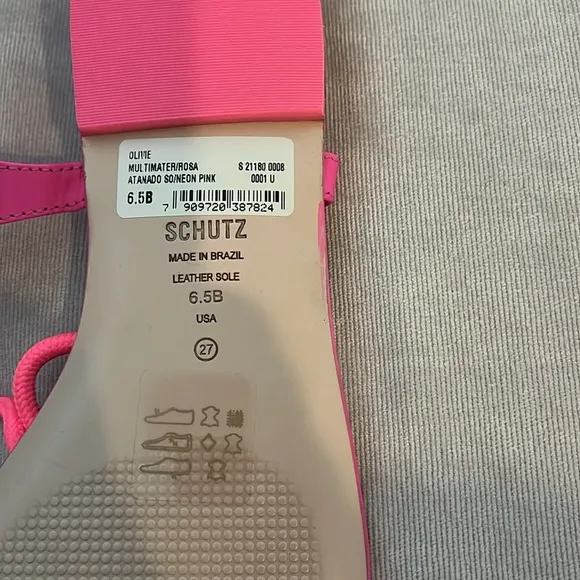 OLIVIE
MULTIMATER/ROSA S 21180 0008
ATANADO SO/NEON PINK 0001 U
6.5B
7 909720 387824
SCHUTZ
MADE IN BRAZIL
LEATHER SOLE
6.5B
USA
27